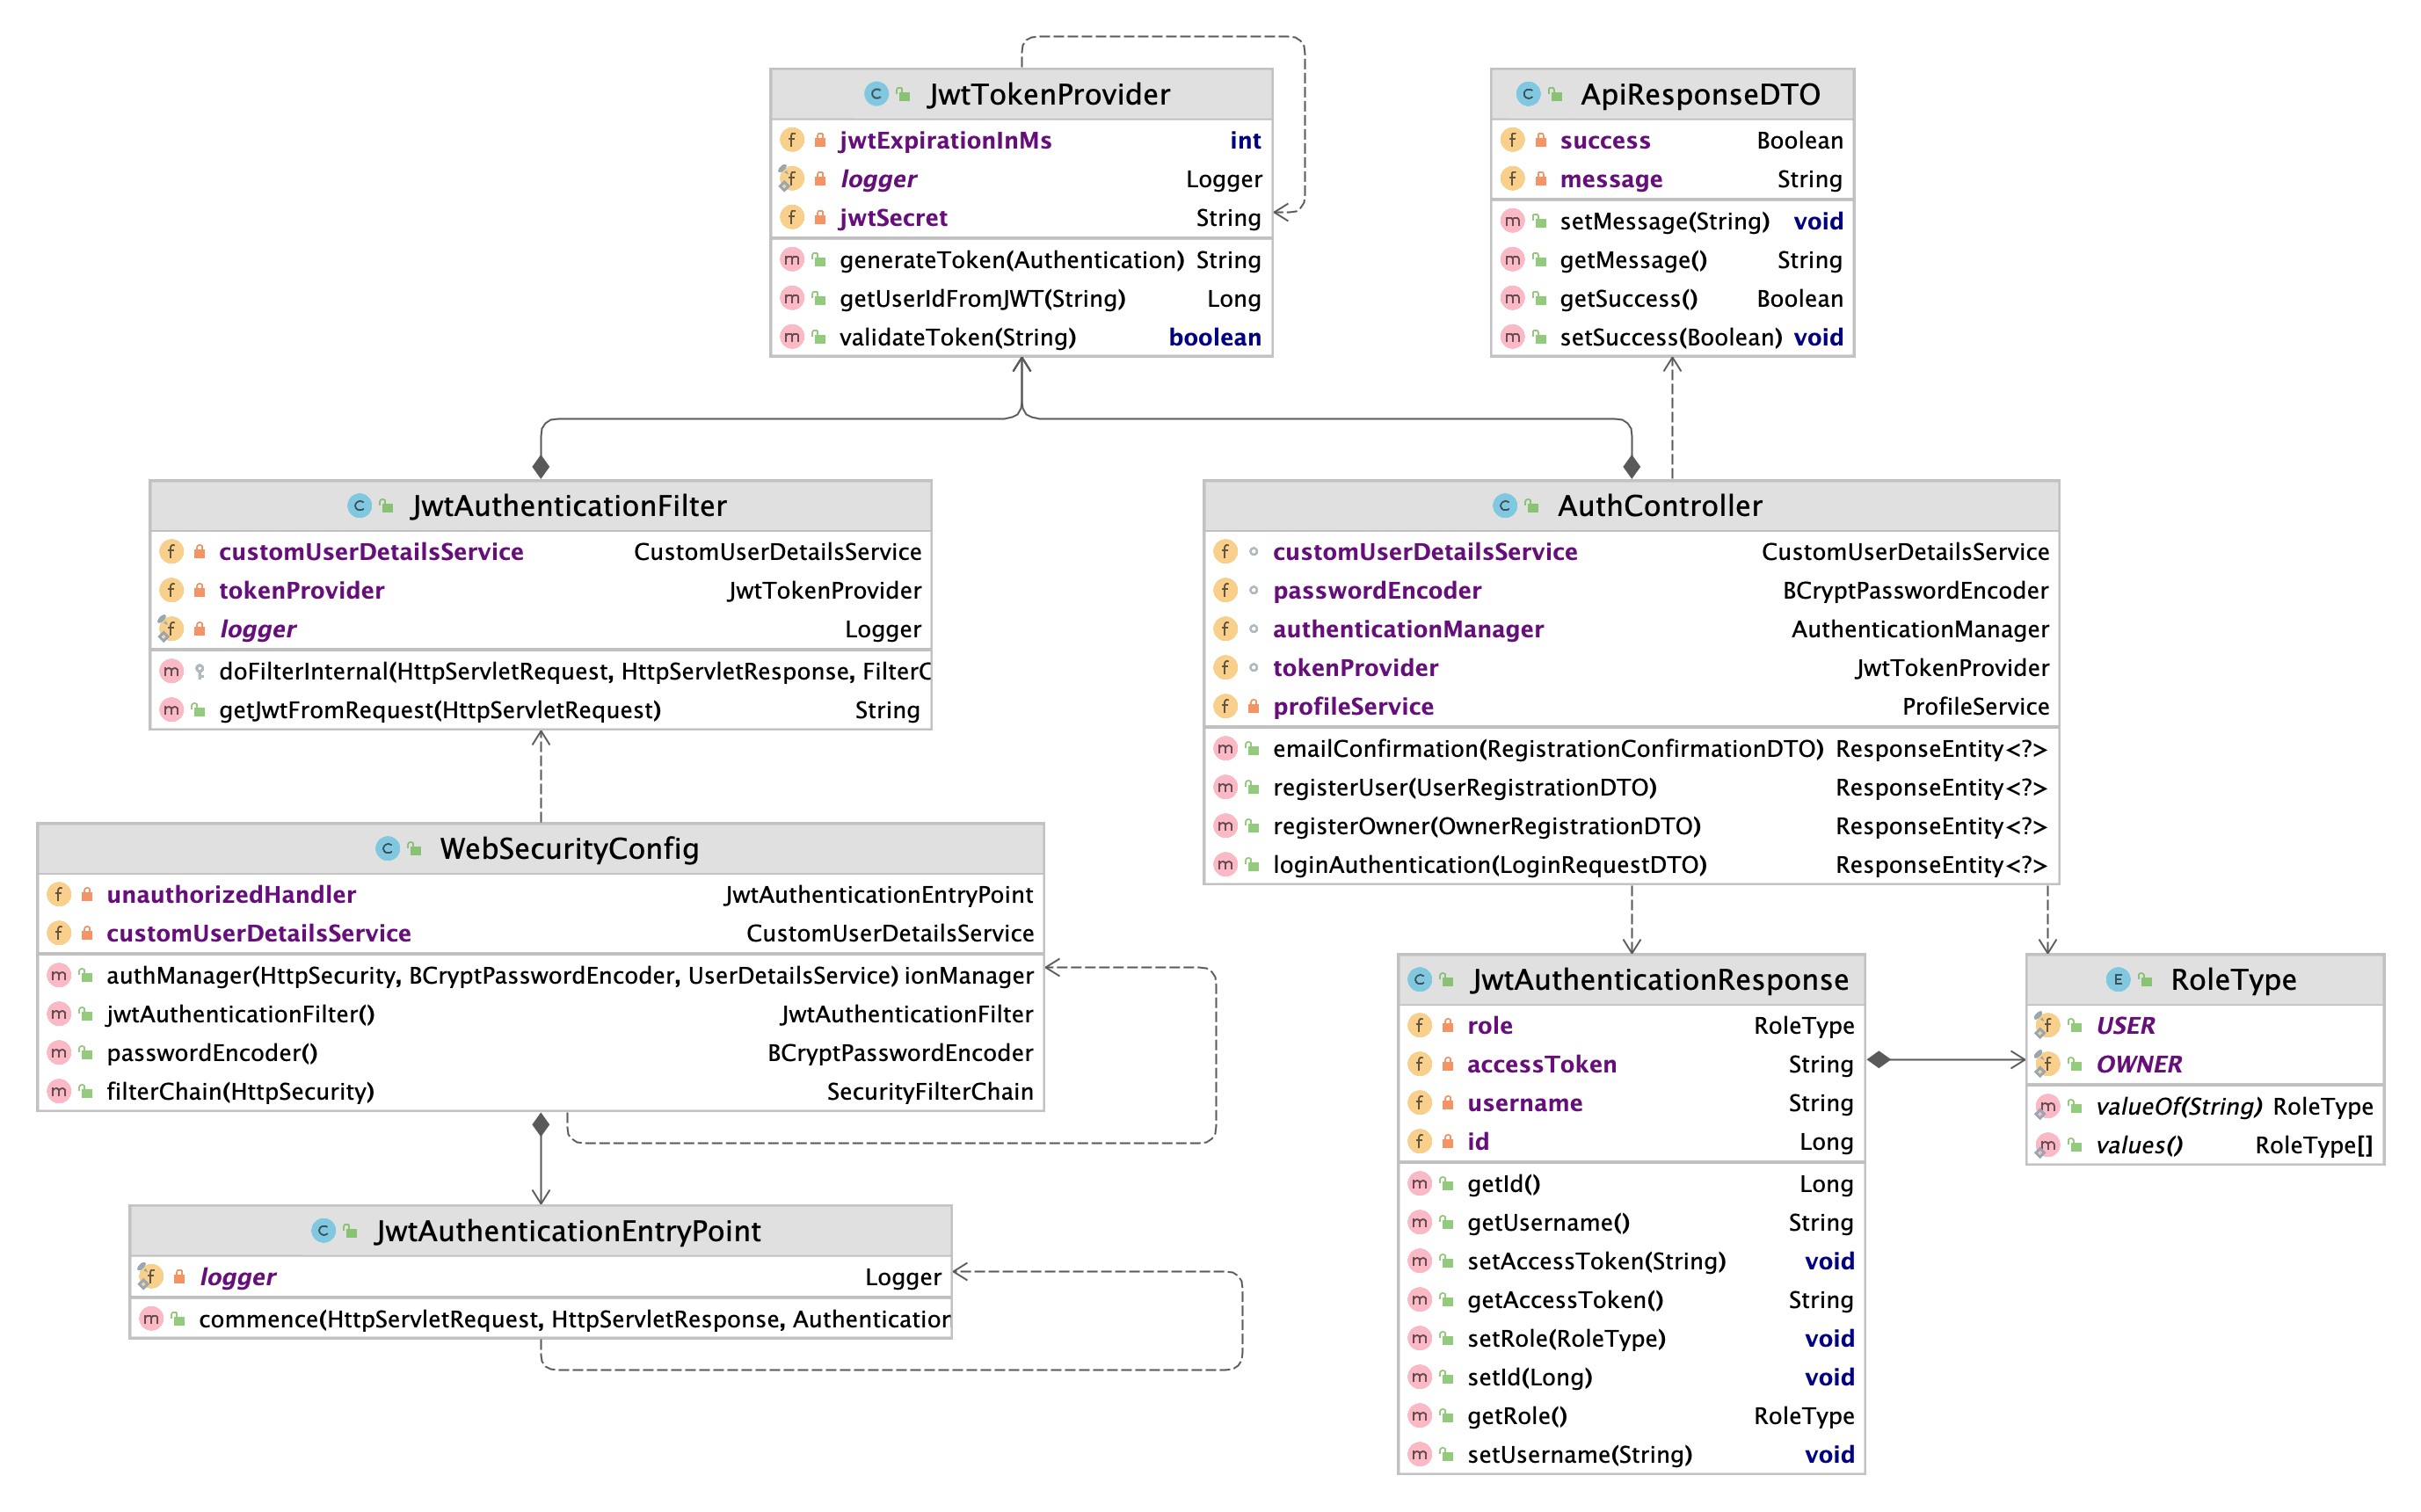 JwtTokenProvider
jwtExpirationInMs int
logger Logger
jwtSecret String
generateToken(Authentication) String
getUserIdFromJWT(String) Long
validateToken(String) boolean
ApiResponseDTO
success Boolean
message String
setMessage(String) void
getMessage() String
getSuccess() Boolean
setSuccess(Boolean) void
JwtAuthenticationFilter
customUserDetailsService CustomUserDetailsService
tokenProvider JwtTokenProvider
logger Logger
doFilterInternal(HttpServletRequest, HttpServletResponse, FilterC
getJwtFromRequest(HttpServletRequest) String
AuthController
customUserDetailsService CustomUserDetailsService
passwordEncoder BCryptPasswordEncoder
authenticationManager AuthenticationManager
tokenProvider JwtTokenProvider
profileService ProfileService
emailConfirmation(RegistrationConfirmationDTO) ResponseEntity<?>
registerUser(UserRegistrationDTO) ResponseEntity<?>
registerOwner(OwnerRegistrationDTO) ResponseEntity<?>
loginAuthentication(LoginRequestDTO) ResponseEntity<?>
WebSecurityConfig
unauthorizedHandler JwtAuthenticationEntryPoint
customUserDetailsService CustomUserDetailsService
authManager(HttpSecurity, BCryptPasswordEncoder, UserDetailsService) ionManager
jwtAuthenticationFilter() JwtAuthenticationFilter
passwordEncoder() BCryptPasswordEncoder
filterChain(HttpSecurity) SecurityFilterChain
JwtAuthenticationResponse
role RoleType
accessToken String
username String
id Long
getId() Long
getUsername() String
setAccessToken(String) void
getAccessToken() String
setRole(RoleType) void
setId(Long) void
getRole() RoleType
setUsername(String) void
RoleType
USER
OWNER
valueOf(String) RoleType
values() RoleType[]
JwtAuthenticationEntryPoint
logger Logger
commence(HttpServletRequest, HttpServletResponse, Authentication